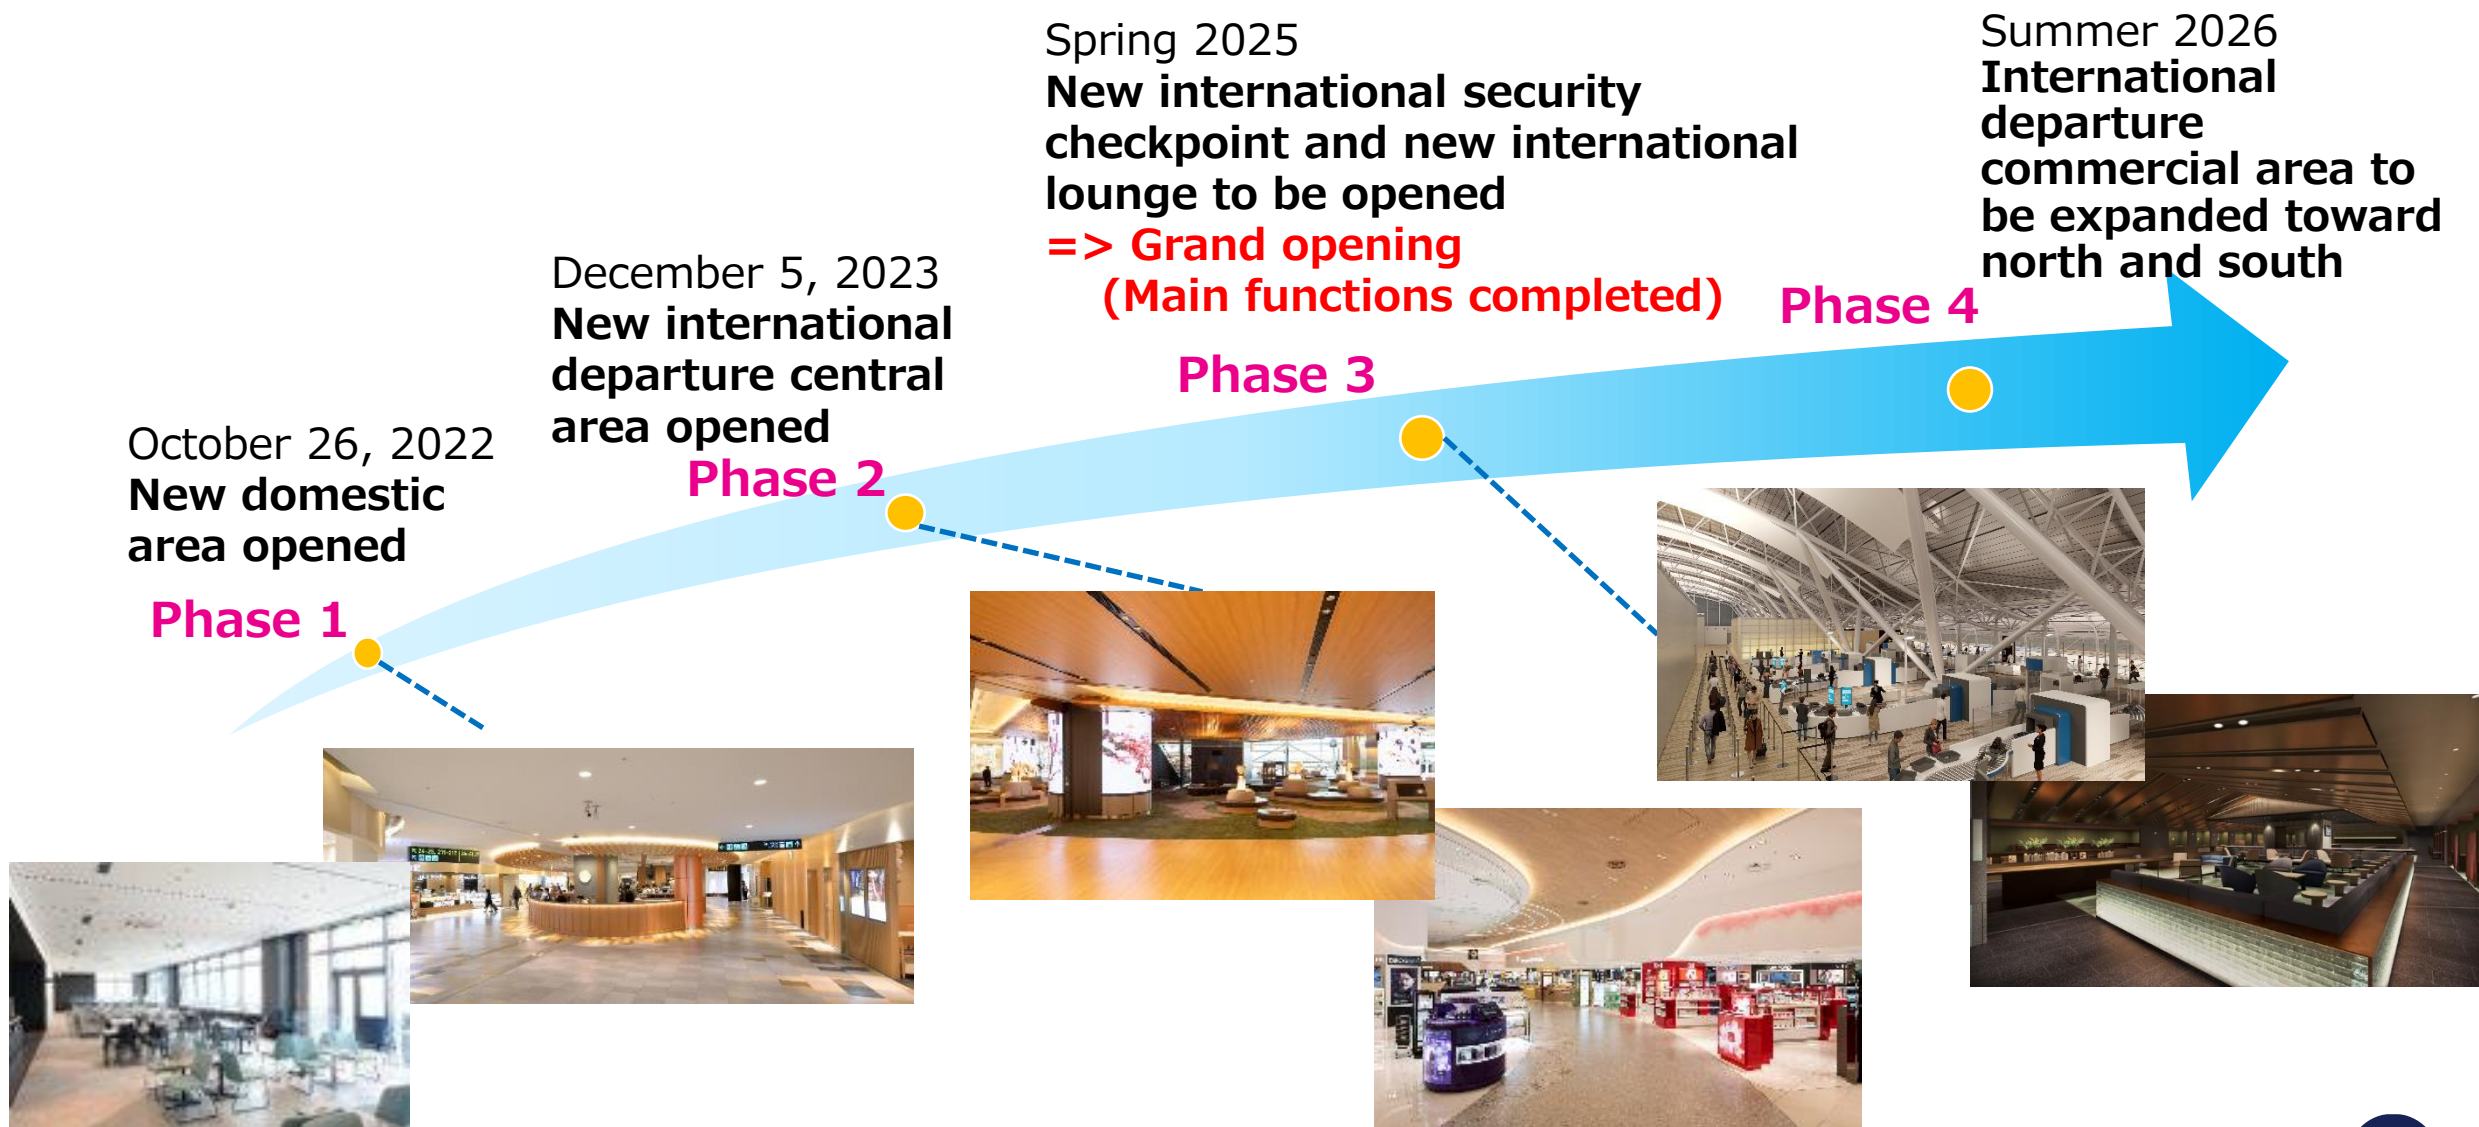 October 26, 2022
New domestic
area opened
Phase 1
December 5, 2023
New international
departure central
area opened
Phase 2
Spring 2025
New international security
checkpoint and new international
lounge to be opened
=> Grand opening
(Main functions completed)
Phase 3
Summer 2026
International
departure
commercial area to
be expanded toward
north and south
Phase 4